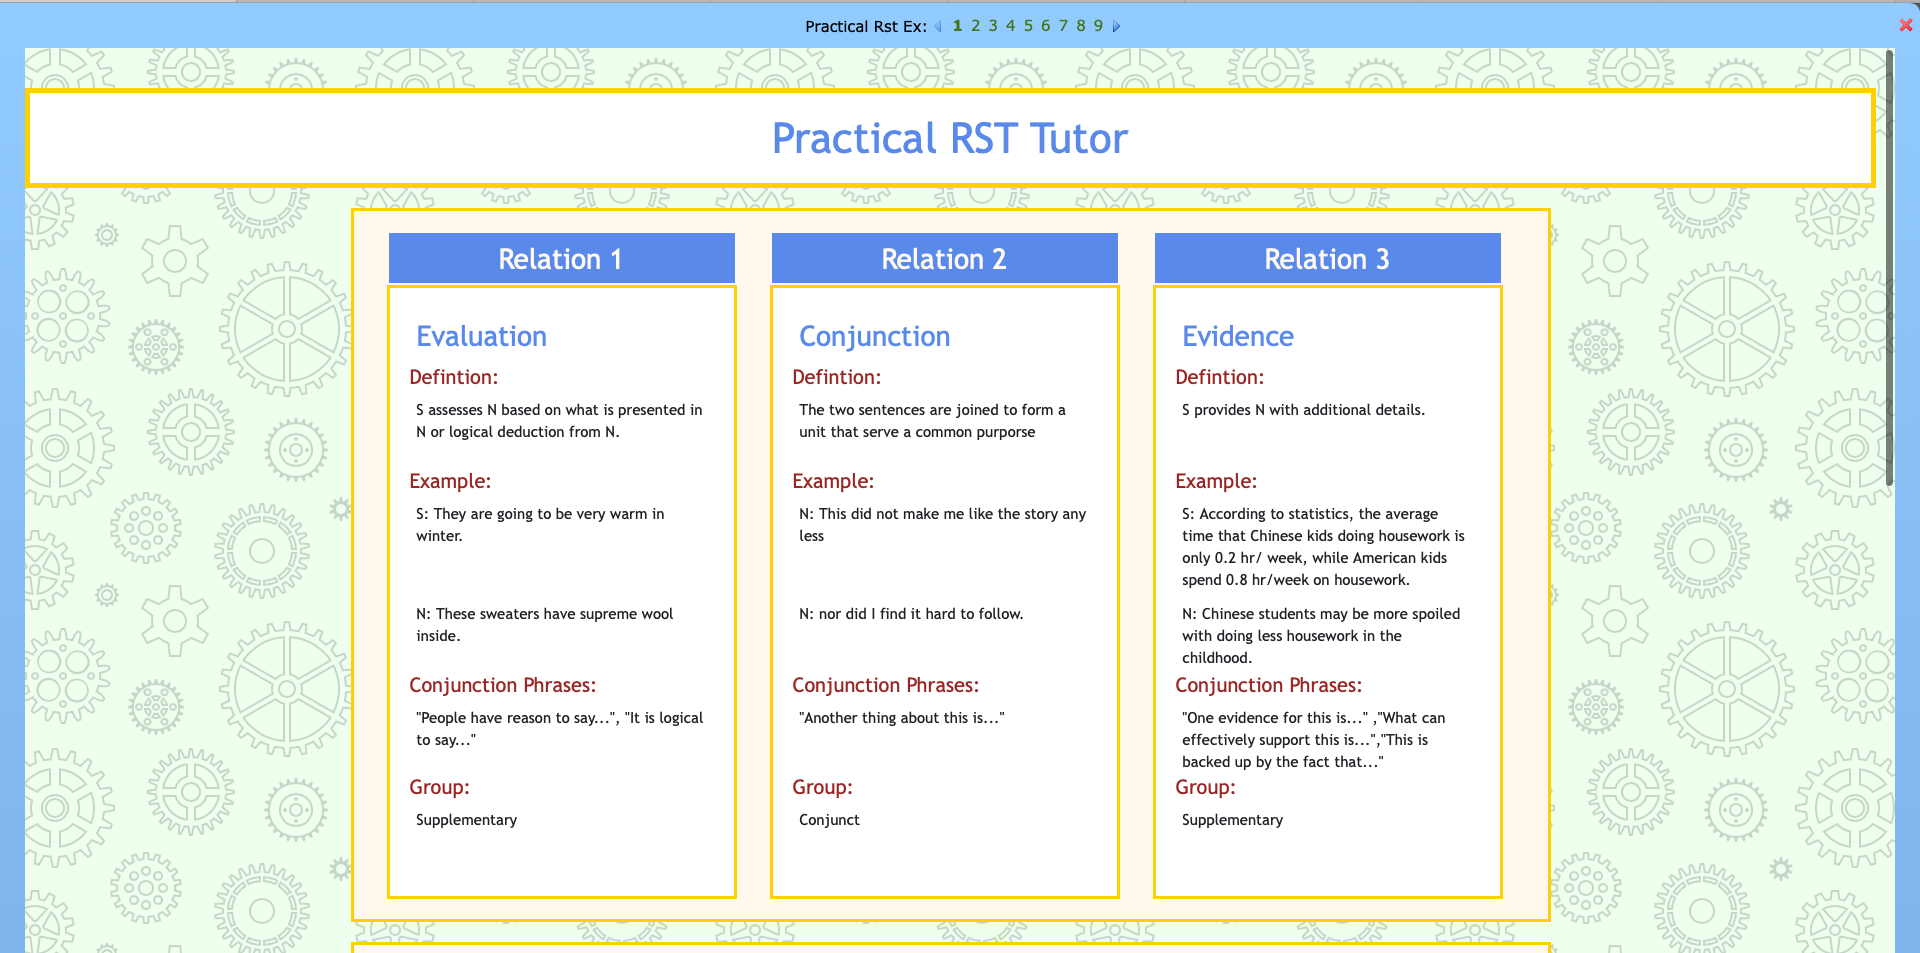 Practical Rst Ex: 1 2 3 4 5 6 7 8 9
Practical RST Tutor
Relation 1
Evaluation
Defintion:
S assesses N based on what is presented in
N or logical deduction from N.
Example:
S: They are going to be very warm in
winter.
N: These sweaters have supreme wool
inside.
Conjunction Phrases:
"People have reason to say...", "It is logical
to say..."
Group:
Supplementary
Relation 2
Conjunction
Defintion:
The two sentences are joined to form a
unit that serve a common purporse
Example:
N: This did not make me like the story any
less
N: nor did I find it hard to follow.
Conjunction Phrases:
"Another thing about this is..."
Group:
Conjunct
Relation 3
Evidence
Defintion:
S provides N with additional details.
Example:
S: According to statistics, the average
time that Chinese kids doing housework is
only 0.2 hr/ week, while American kids
spend 0.8 hr/week on housework.
N: Chinese students may be more spoiled
with doing less housework in the
childhood.
Conjunction Phrases:
"One evidence for this is..." ,"What can
effectively support this is...","This is
backed up by the fact that..."
Group:
Supplementary